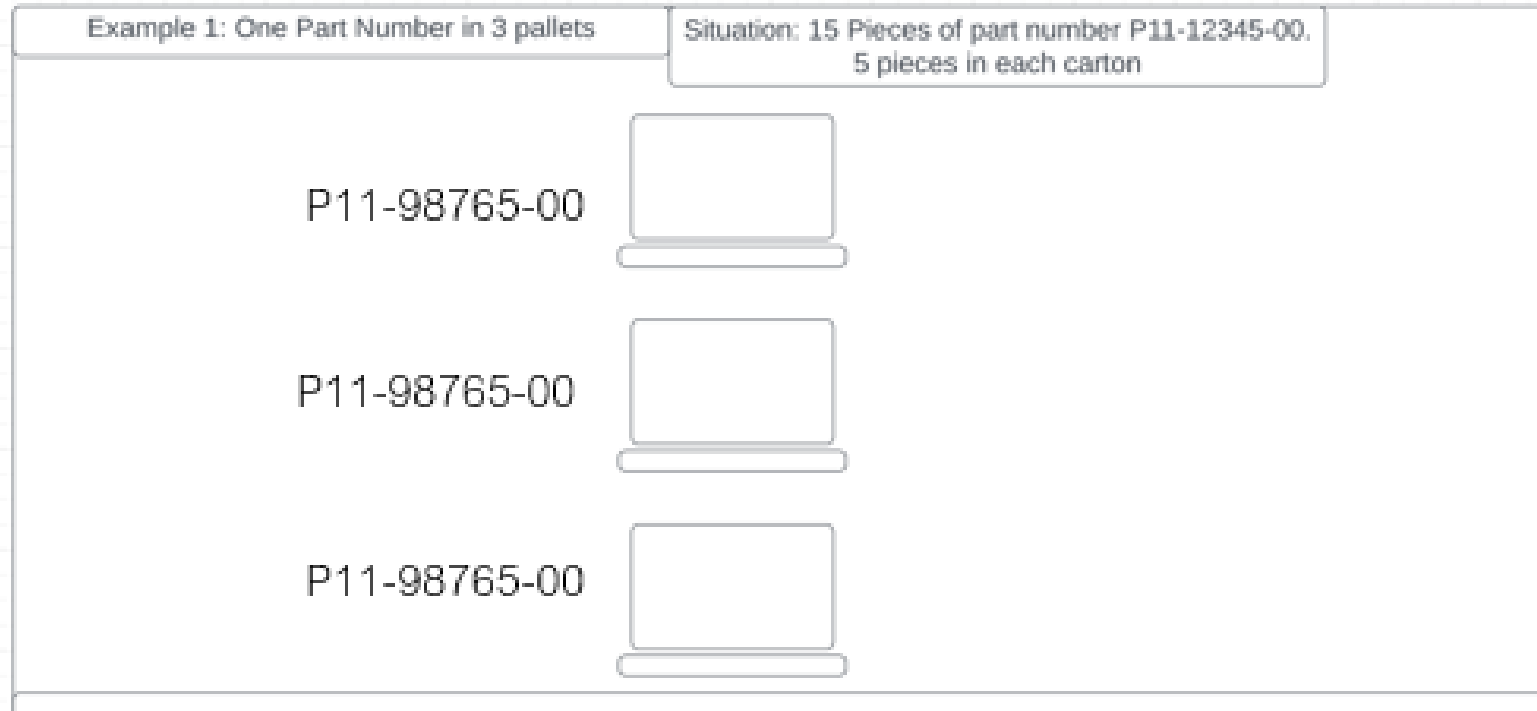 Example 1: One Part Number in 3 pallets
Situation: 15 Pieces of part number P11-12345-00.
5 pieces in each carton
P11-98765-00
P11-98765-00
P11-98765-00